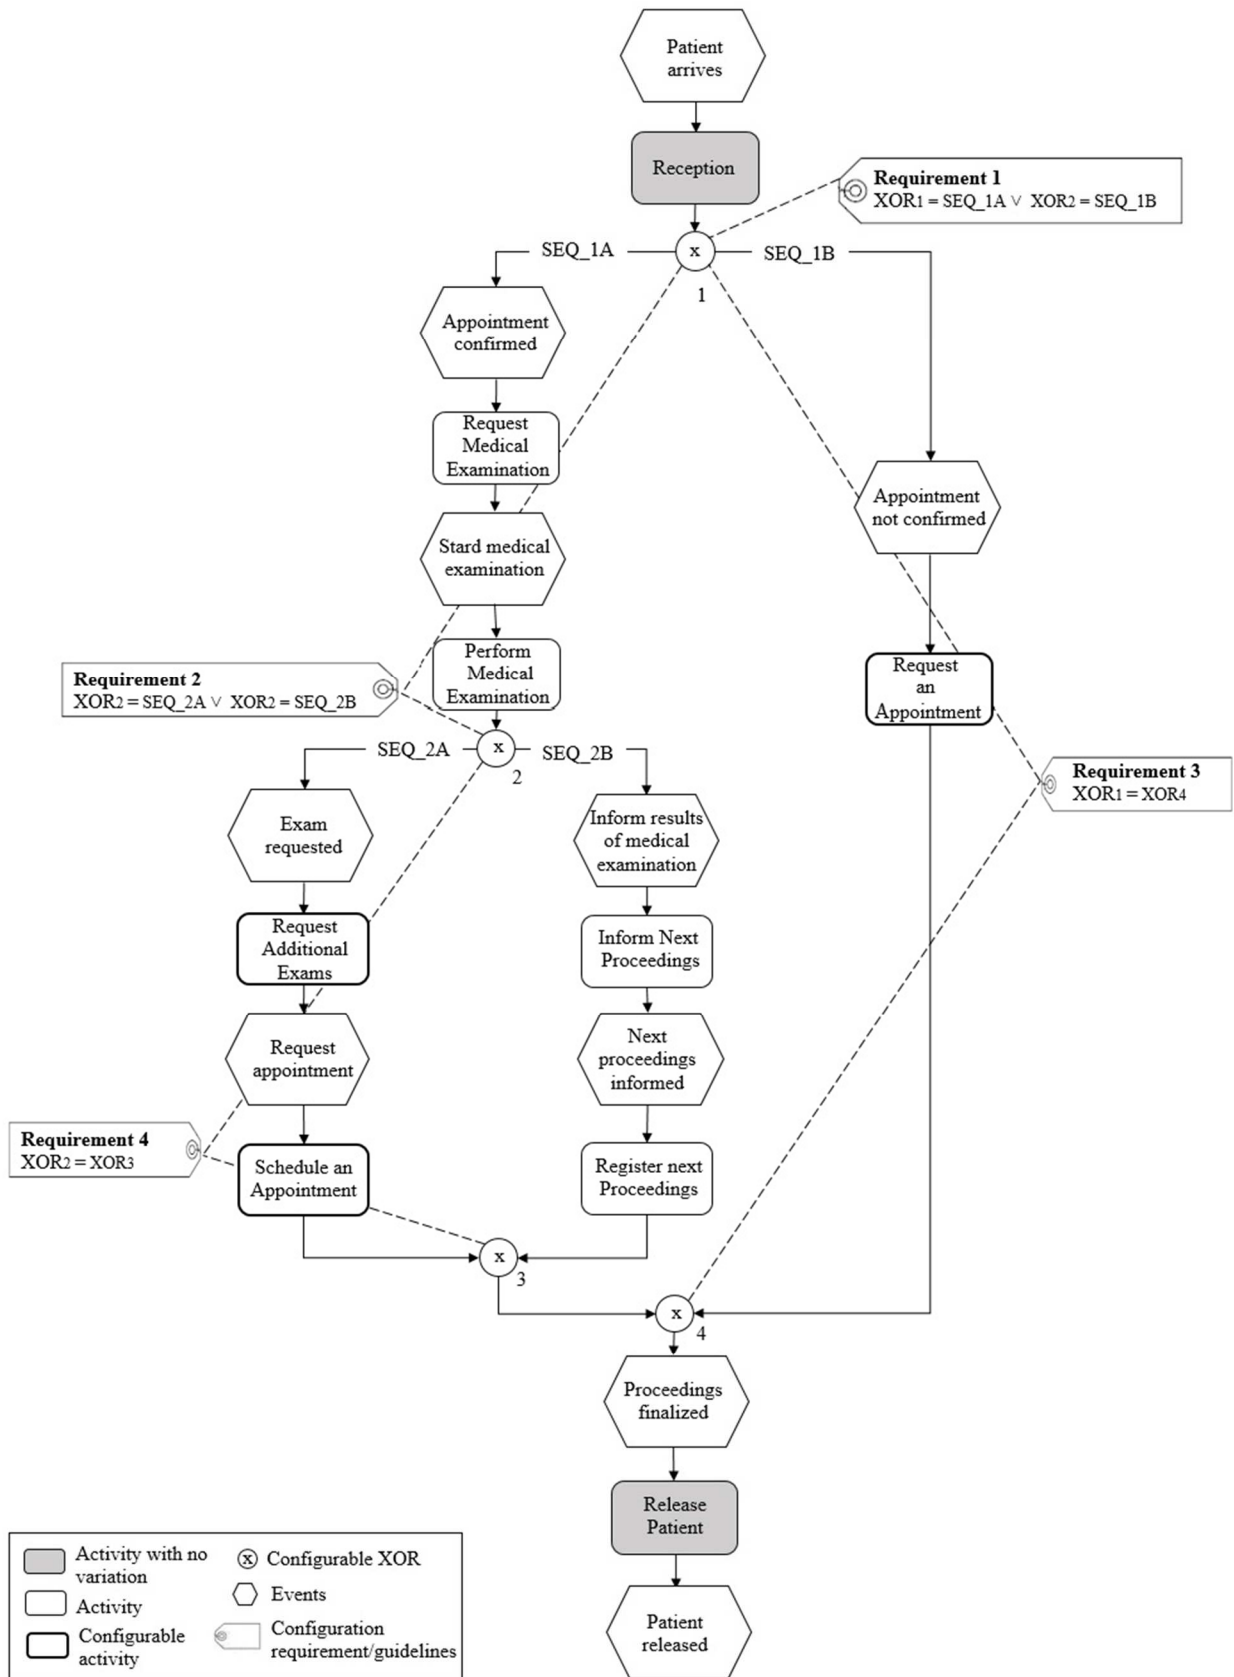 Patient
arrives
Reception
Requirement 1
XOR1 = SEQ_1A ∨ XOR2 = SEQ_1B
SEQ_1A
x
SEQ_1B
1
Appointment
confirmed
Request
Medical
Examination
Appointment
not confirmed
Stard medical
examination
Perform
Medical
Examination
Request
an
Appointment
Requirement 2
XOR2 = SEQ_2A ∨ XOR2 = SEQ_2B
SEQ_2A
x
SEQ_2B
2
Requirement 3
XOR1 = XOR4
Exam
requested
Inform results
of medical
examination
Request
Additional
Exams
Inform Next
Proceedings
Request
appointment
Next
proceedings
informed
Requirement 4
XOR2 = XOR3
Schedule an
Appointment
Register next
Proceedings
x
3
x
4
Proceedings
finalized
Release
Patient
Patient
released
Activity with no
variation
Activity
Configurable
activity
x
Configurable XOR
Events
Configuration
requirement/guidelines